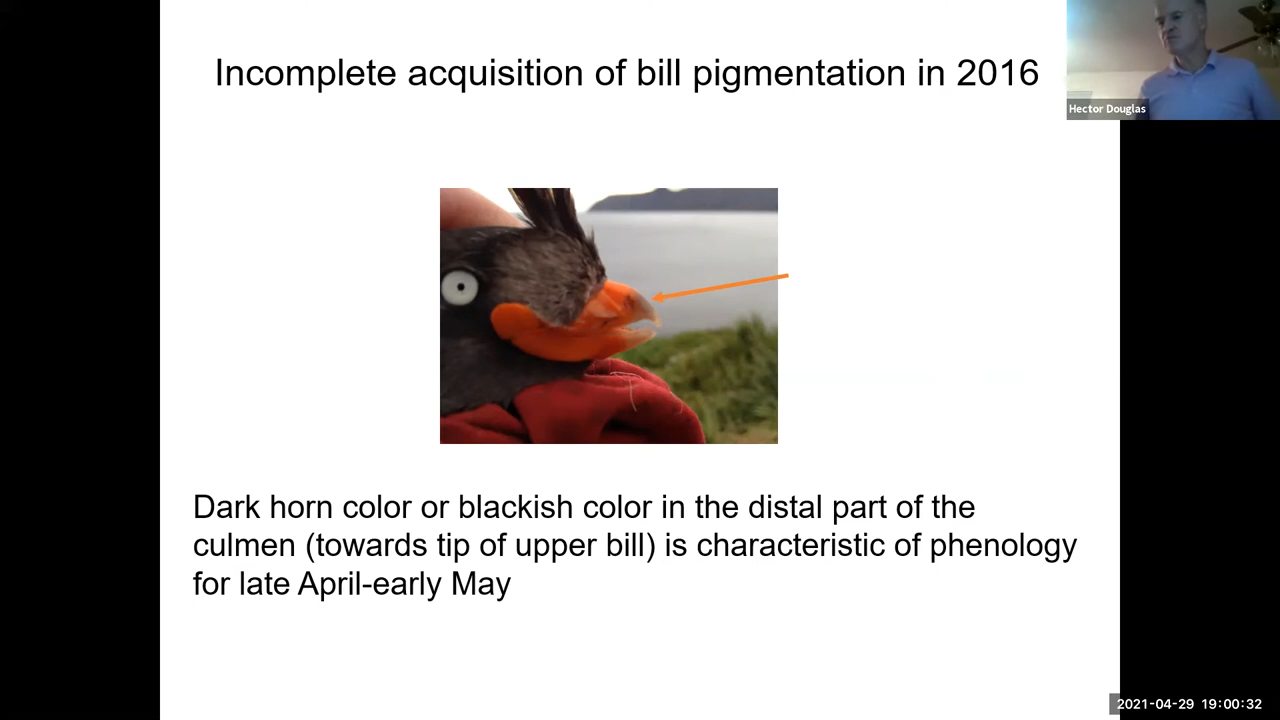 Incomplete acquisition of bill pigmentation in 2016
Hector Douglas
Dark horn color or blackish color in the distal part of the
culmen (towards tip of upper bill) is characteristic of phenology
for late April-early May
2021-04-29 19:00:32